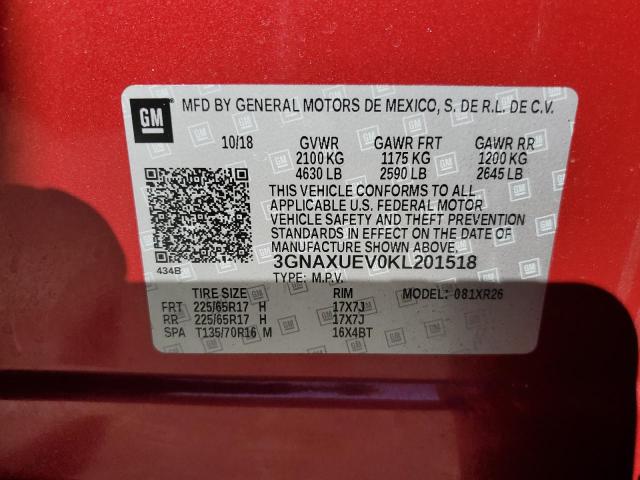 GM MFD BY GENERAL MOTORS DE MEXICO, S. DE R.L. DE C.V.
10/18 GVWR GAWR FRT GAWR RR
2100 KG 1175 KG 1200 KG
4630 LB 2590 LB 2645 LB
THIS VEHICLE CONFORMS TO ALL
APPLICABLE U.S. FEDERAL MOTOR
VEHICLE SAFETY AND THEFT PREVENTION
STANDARDS IN EFFECT ON THE DATE OF
MANUFACTURE SHOWN ABOVE.
434B 3GNAXUEV0KL201518
TYPE: M.P.V.
TIRE SIZE RIM MODEL: 081XR26
FRT 225/65R17 H 17X7J
RR 225/65R17 H 17X7J
SPA T135/70R16 M 16X4BT